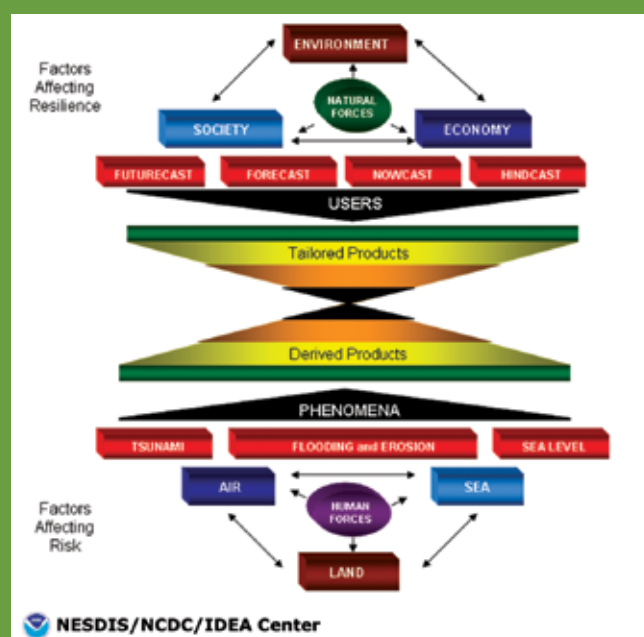 Factors
Affecting
Resilience
ENVIRONMENT
NATURAL
FORCES
SOCIETY
ECONOMY
FUTURECAST
FORECAST
NOWCAST
HINDCAST
USERS
Tailored Products
Derived Products
PHENOMENA
TSUNAMI
FLOODING and EROSION
SEA LEVEL
AIR
SEA
HUMAN
FORCES
Factors
Affecting
Risk
LAND
NESDIS/NCDC/IDEA Center